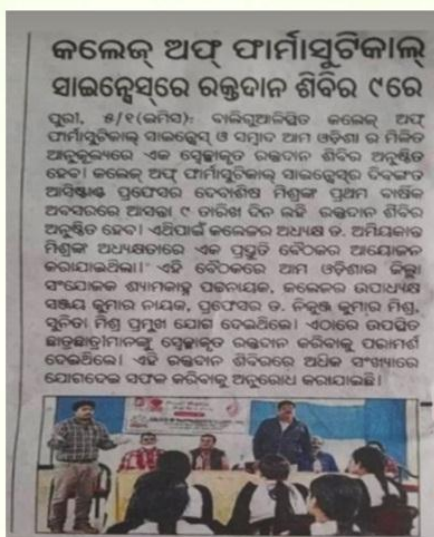 କଲେଜ୍ ଅଫ୍ ଫାର୍ମାସୁଟିକାଲ୍
ସାଇନ୍ସେସ୍‌ରେ ରକ୍ତଦାନ ଶିବିର ୯ରେ
ପୁରୀ, ୫/୧(ଇମିସ): ବାଲିଗୁଆଳିସ୍ଥିତ କଲେଜ୍ ଅଫ୍
ଫାର୍ମାସୁଟିକାଲ୍ ସାଇନ୍ସେସ୍ ଓ ସମ୍ବାଦ ଆମ ଓଡ଼ିଶା ର ମିଳିତ
ଆନୁକୂଲ୍ୟରେ ଏକ ସ୍ବେଚ୍ଛାକୃତ ରକ୍ତଦାନ ଶିବିର ଅନୁଷ୍ଠିତ
ହେବ। କଲେଜ୍ ଅଫ୍ ଫାର୍ମାସୁଟିକାଲ୍ ସାଇନ୍ସେସ୍‌ର ଦିବଂଗତ
ଆସିଷ୍ଟାଣ୍ଟ ପ୍ରଫେସର ଦେବାଶିଷ ମିଶ୍ରଙ୍କ ପ୍ରଥମ ବାର୍ଷିକ
ଅବସରରେ ଆସନ୍ତା ୯ ତାରିଖ ଦିନ ରକ୍ତଦାନ ଶିବିର
ଅନୁଷ୍ଠିତ ହେବ। ଏଥିପାଇଁ କଲେଜର ଅଧ୍ୟକ୍ଷ ଡ. ଅମିୟକାନ୍ତ
ମିଶ୍ରଙ୍କ ଅଧ୍ୟକ୍ଷତାରେ ଏକ ପ୍ରସ୍ତୁତି ବୈଠକର ଆୟୋଜନ
କରାଯାଇଥିଲା। ଏହି ବୈଠକରେ ଆମ ଓଡ଼ିଶାର ଜିଲ୍ଲା
ସଂଯୋଜକ ଶ୍ୟାମକାହ୍ନୁ ପଟ୍ଟନାୟକ, କଲେଜର ଉପାଧ୍ୟକ୍ଷ
ସଞ୍ଜୟ କୁମାର ନାୟକ, ପ୍ରଫେସର ଡ. ନିକୁଞ୍ଜ କୁମାର ମିଶ୍ର,
ସୁନିତା ମିଶ୍ର ପ୍ରମୁଖ ଯୋଗ ଦେଇଥିଲେ। ଏଠାରେ ଉପସ୍ଥିତ
ଛାତ୍ରଛାତ୍ରୀମାନଙ୍କୁ ସ୍ବେଚ୍ଛାକୃତ ରକ୍ତଦାନ କରିବାକୁ ପରାମର୍ଶ
ଦେଇଥିଲେ। ଏହି ରକ୍ତଦାନ ଶିବିରରେ ଅଧିକ ସଂଖ୍ୟାରେ
ଯୋଗଦେଇ ସଫଳ କରିବାକୁ ଅନୁରୋଧ କରାଯାଇଛି।